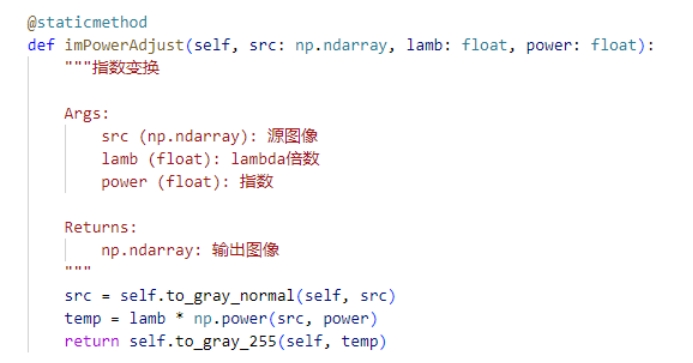 @staticmethod
def imPowerAdjust(self, src: np.ndarray, lamb: float, power: float):
    """指数变换

    Args:
        src (np.ndarray): 源图像
        lamb (float): lambda倍数
        power (float): 指数

    Returns:
        np.ndarray: 输出图像
    """
    src = self.to_gray_normal(self, src)
    temp = lamb * np.power(src, power)
    return self.to_gray_255(self, temp)